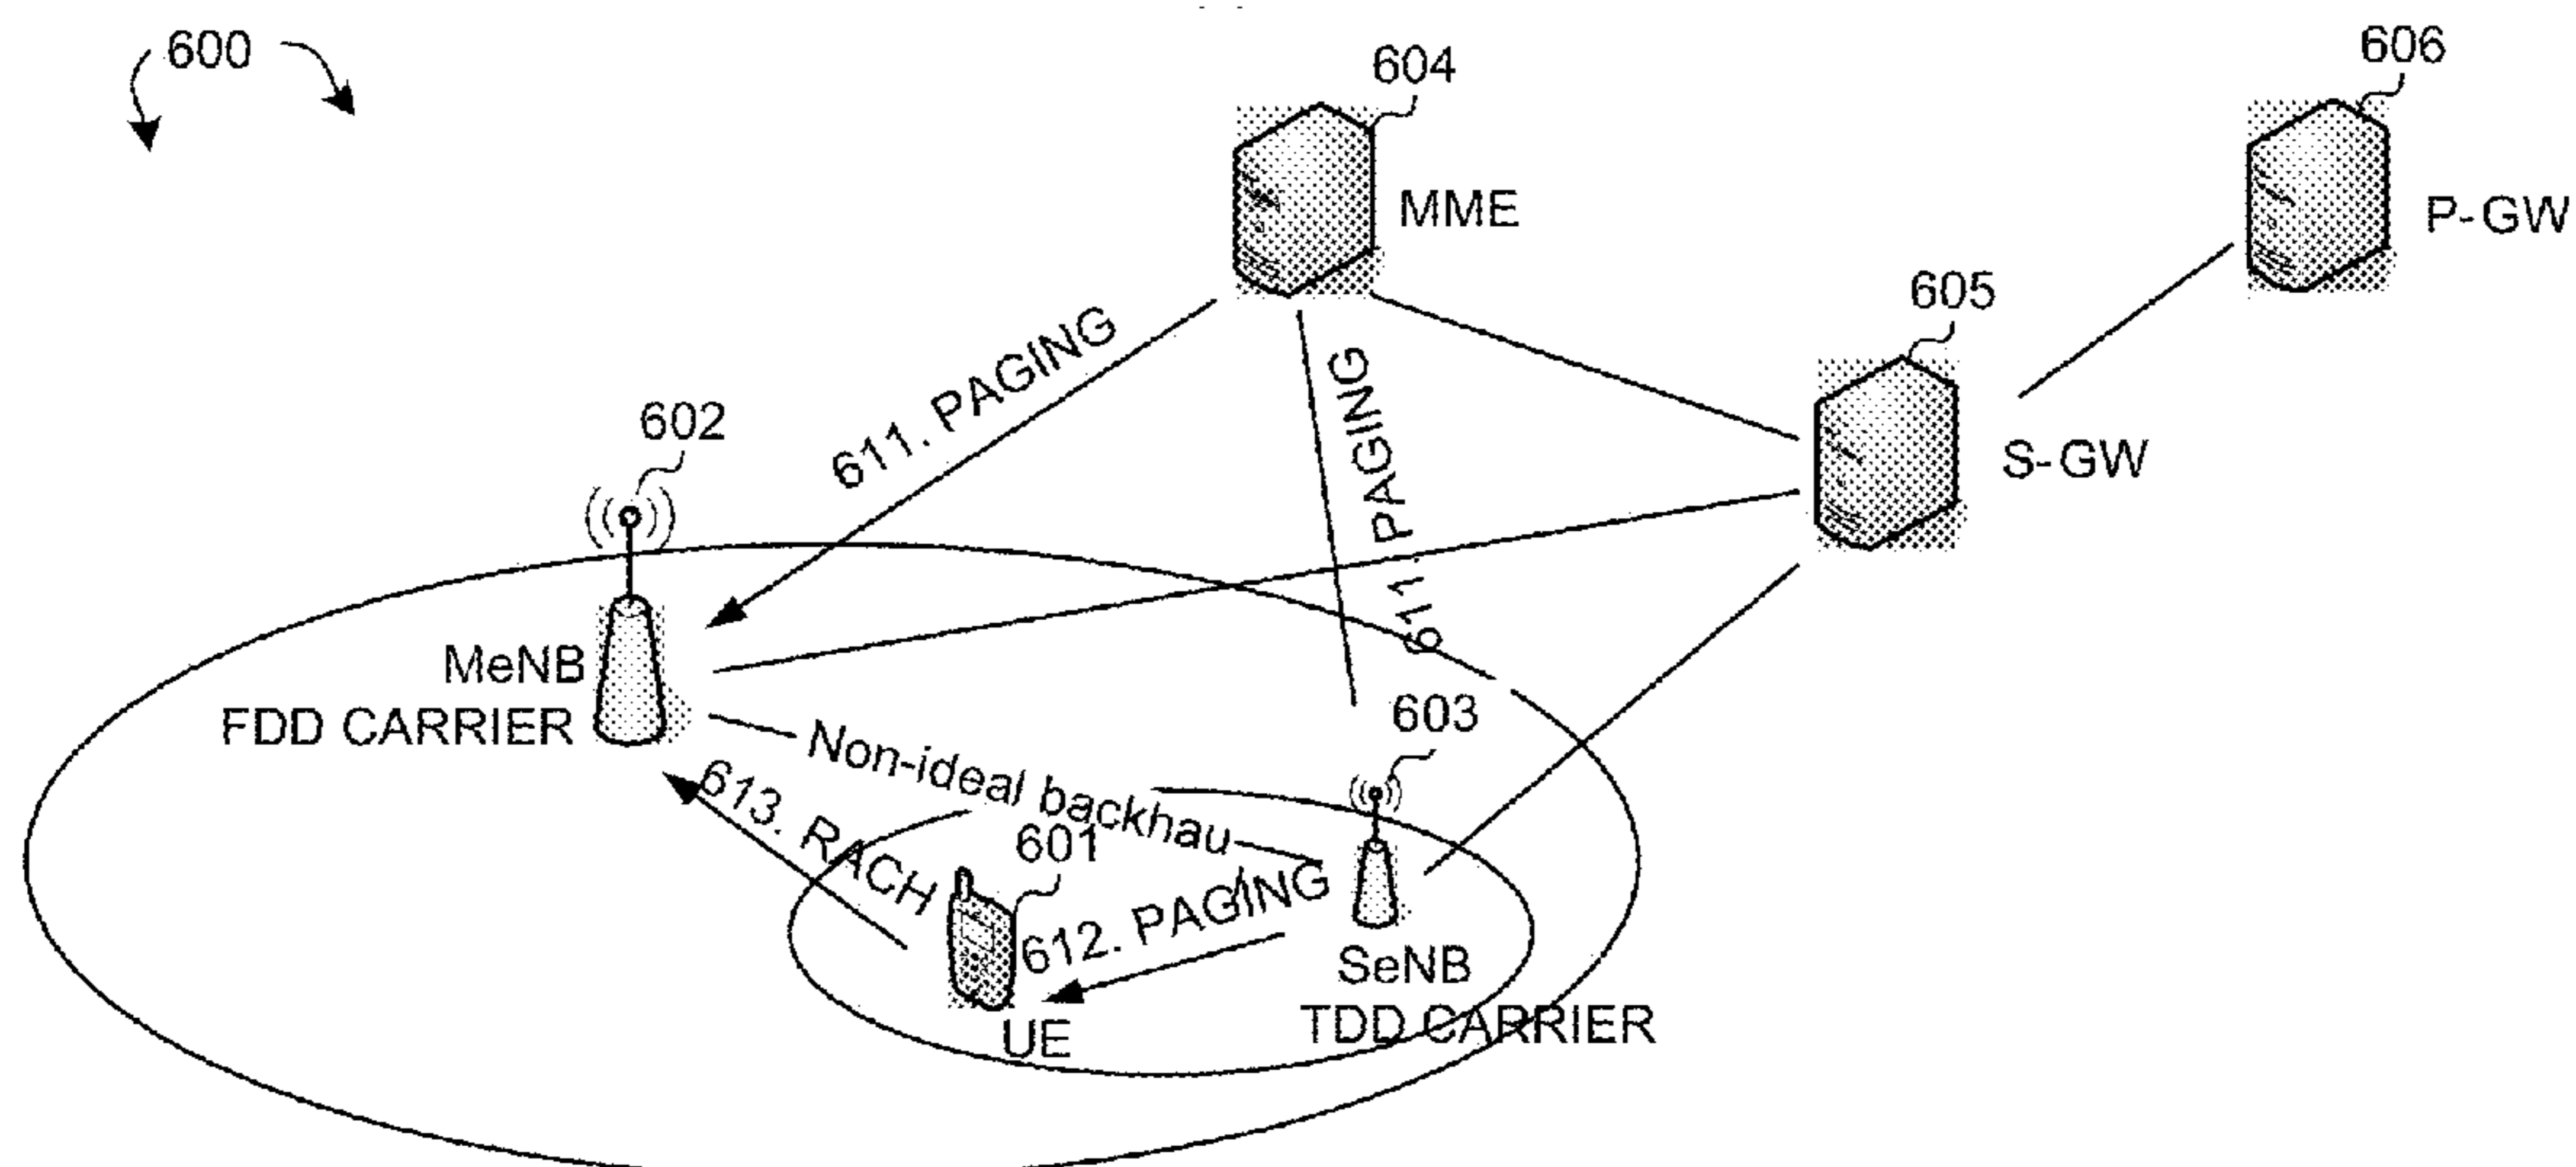 600
604
MME
606
P-GW
605
S-GW
611. PAGING
611. PAGING
602
MeNB
FDD CARRIER
Non-ideal backhau
603
613. RACH
601
612. PAGING
UE
SeNB
TDD CARRIER